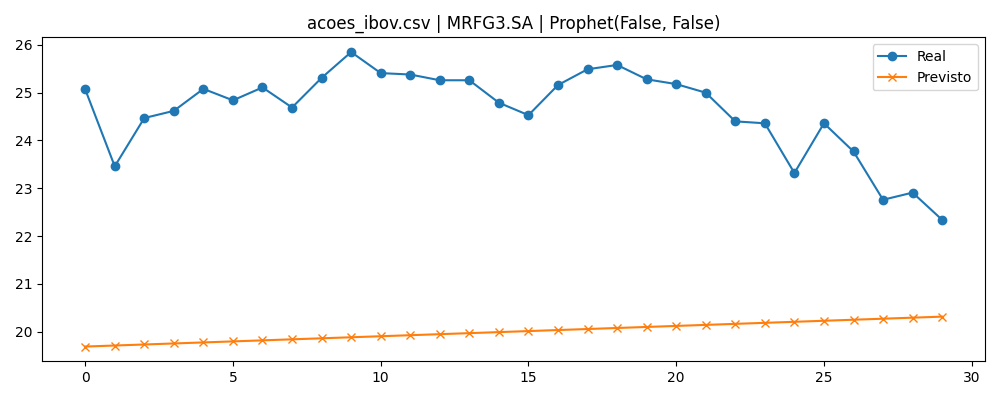 acoes_ibov.csv | MRFG3.SA | Prophet(False, False)
Real
Previsto
26
25
24
23
22
21
20
0 5 10 15 20 25 30